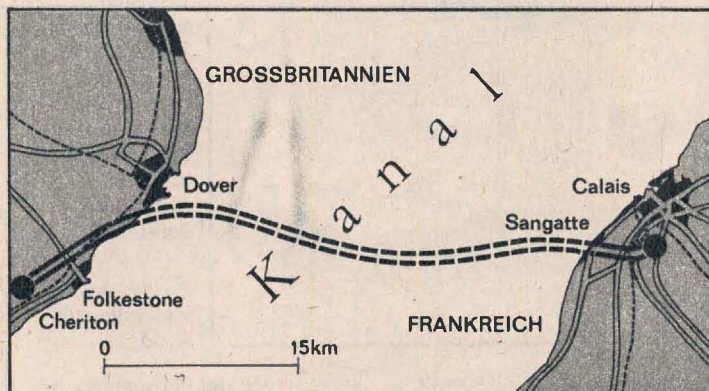 GROSSBRITANNIEN
Kanal
Dover
Calais
Sangatte
Folkestone
Cheriton
FRANKREICH
0 15km